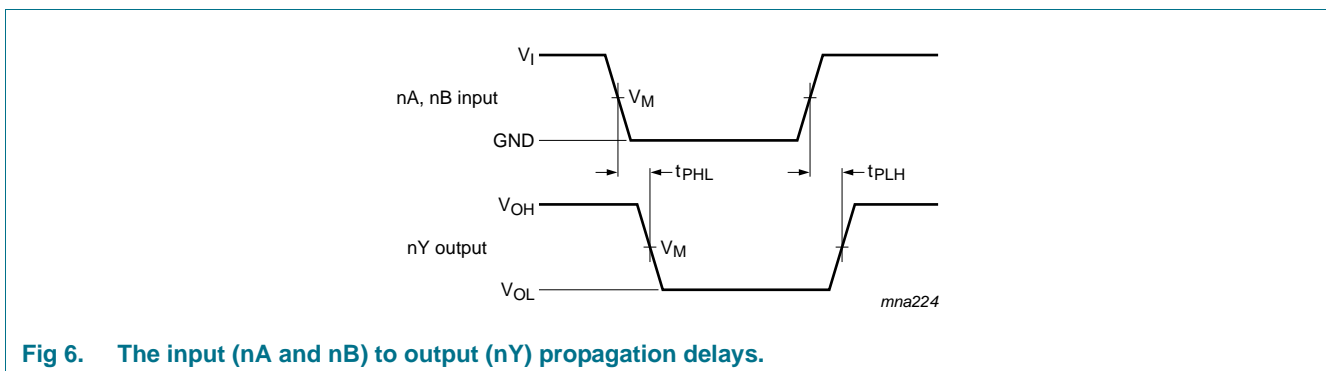 VI
nA, nB input
VM
GND
tPHL
tPLH
VOH
nY output
VM
VOL
mna224
Fig 6. The input (nA and nB) to output (nY) propagation delays.